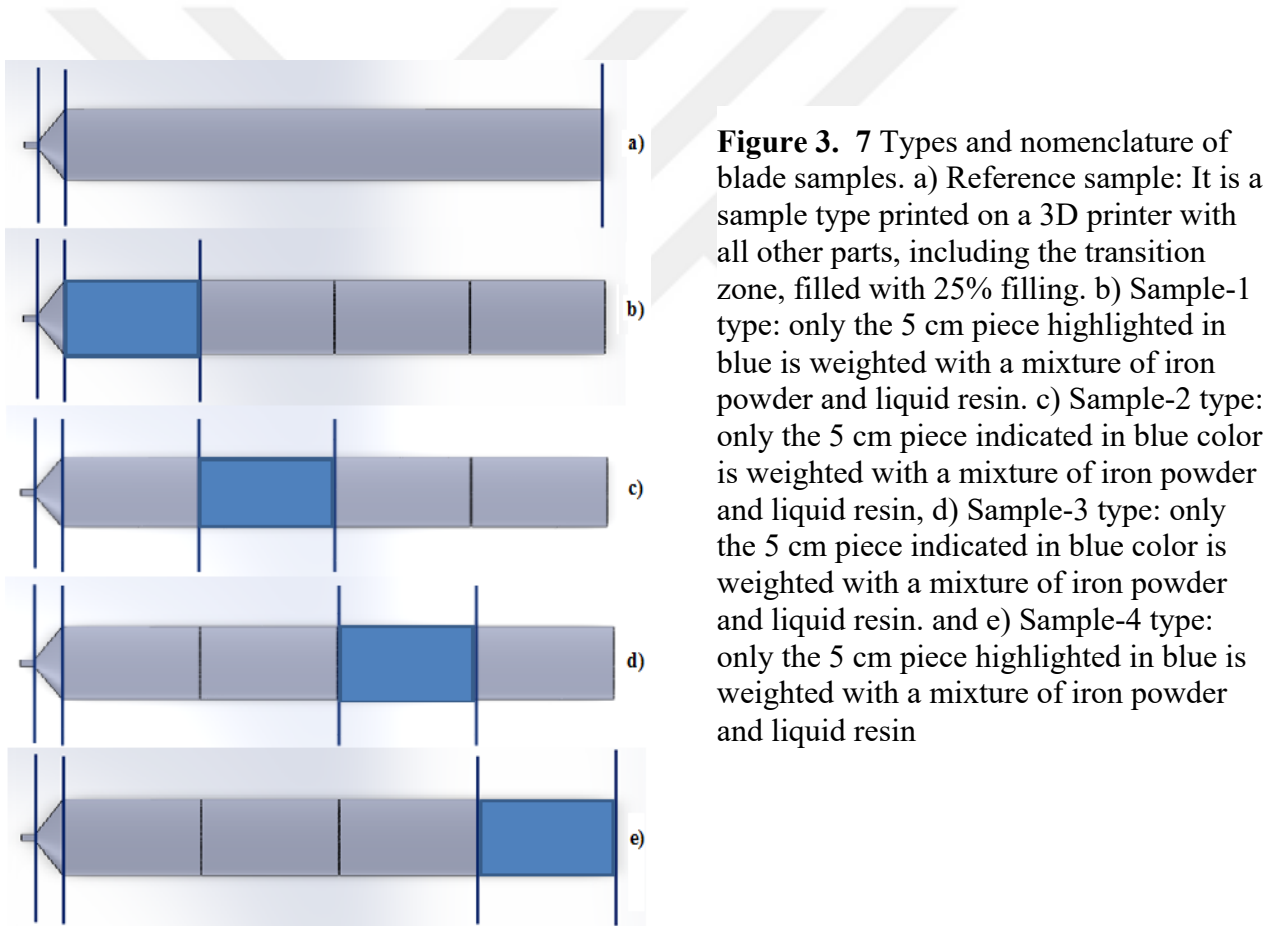 a)
b)
c)
d)
e)
Figure 3. 7 Types and nomenclature of
blade samples. a) Reference sample: It is a
sample type printed on a 3D printer with
all other parts, including the transition
zone, filled with 25% filling. b) Sample-1
type: only the 5 cm piece highlighted in
blue is weighted with a mixture of iron
powder and liquid resin. c) Sample-2 type:
only the 5 cm piece indicated in blue color
is weighted with a mixture of iron powder
and liquid resin, d) Sample-3 type: only
the 5 cm piece indicated in blue color is
weighted with a mixture of iron powder
and liquid resin. and e) Sample-4 type:
only the 5 cm piece highlighted in blue is
weighted with a mixture of iron powder
and liquid resin